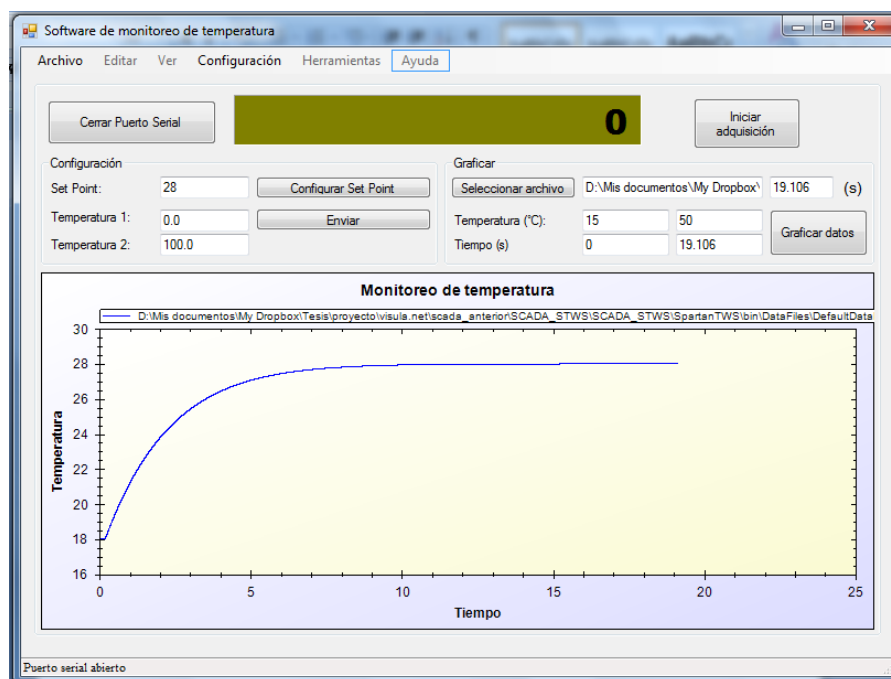 Software de monitoreo de temperatura
Archivo Editar Ver Configuración Herramientas Ayuda
Cerrar Puerto Serial
0
Iniciar
adquisición
Configuración
Set Point: 28 Configurar Set Point
Temperatura 1: 0.0 Enviar
Temperatura 2: 100.0
Graficar
Seleccionar archivo D:\Mis documentos\My Dropbox\ 19.106 (s)
Temperatura (°C): 15 50
Tiempo (s) 0 19.106
Graficar datos
Monitoreo de temperatura
D:\Mis documentos\My Dropbox\Tesis\proyecto\visula.net\scada_anterior\SCADA_STWS\SCADA_STWS\SpartanTWS\bin\DataFiles\DefaultData
Temperatura
30
28
26
24
22
20
18
16
0 5 10 15 20 25
Tiempo
Puerto serial abierto